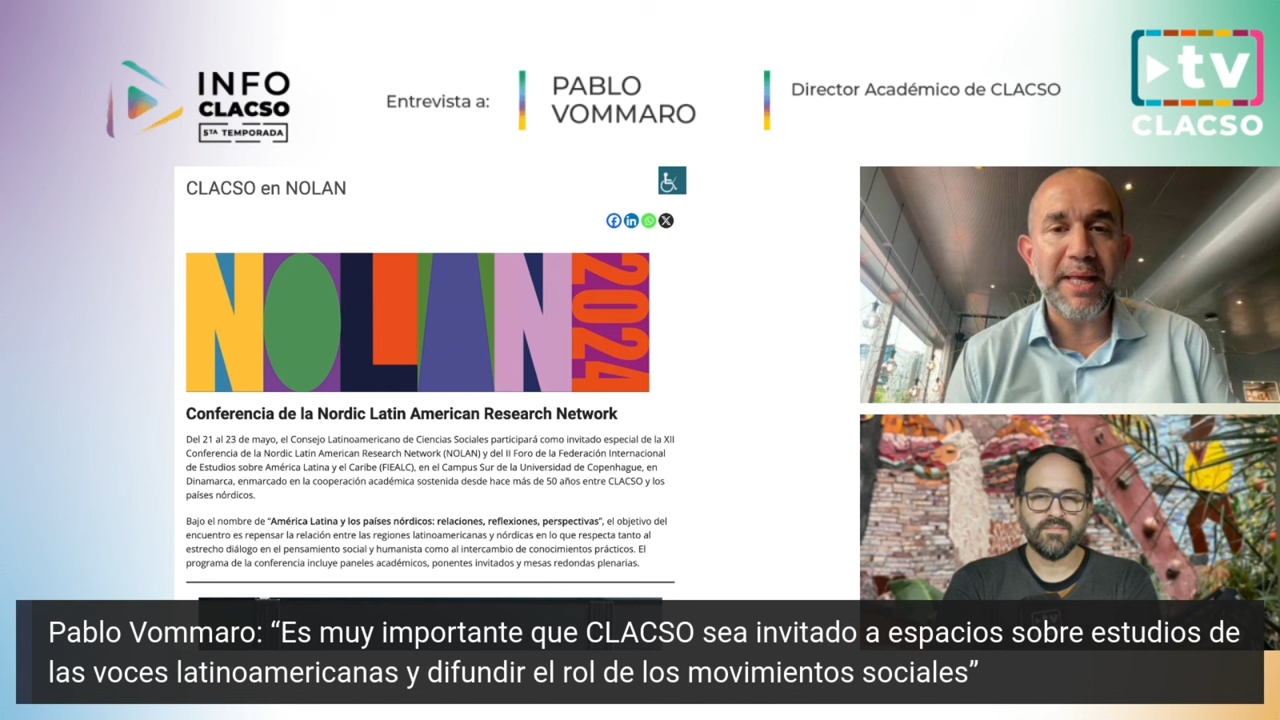 INFO
CLACSO
5TA TEMPORADA
Entrevista a:
PABLO
VOMMARO
Director Académico de CLACSO
tv
CLACSO
CLACSO en NOLAN
NOLAN 2024
Conferencia de la Nordic Latin American Research Network
Del 21 al 23 de mayo, el Consejo Latinoamericano de Ciencias Sociales participará como invitado especial de la XII
Conferencia de la Nordic Latin American Research Network (NOLAN) y del II Foro de la Federación Internacional
de Estudios sobre América Latina y el Caribe (FIEALC), en el Campus Sur de la Universidad de Copenhague, en
Dinamarca, enmarcado en la cooperación académica sostenida desde hace más de 50 años entre CLACSO y los
países nórdicos.
Bajo el nombre de “América Latina y los países nórdicos: relaciones, reflexiones, perspectivas”, el objetivo del
encuentro es repensar la relación entre las regiones latinoamericanas y nórdicas en lo que respecta tanto al
estrecho diálogo en el pensamiento social y humanista como al intercambio de conocimientos prácticos. El
programa de la conferencia incluye paneles académicos, ponentes invitados y mesas redondas plenarias.
Pablo Vommaro: “Es muy importante que CLACSO sea invitado a espacios sobre estudios de
las voces latinoamericanas y difundir el rol de los movimientos sociales”